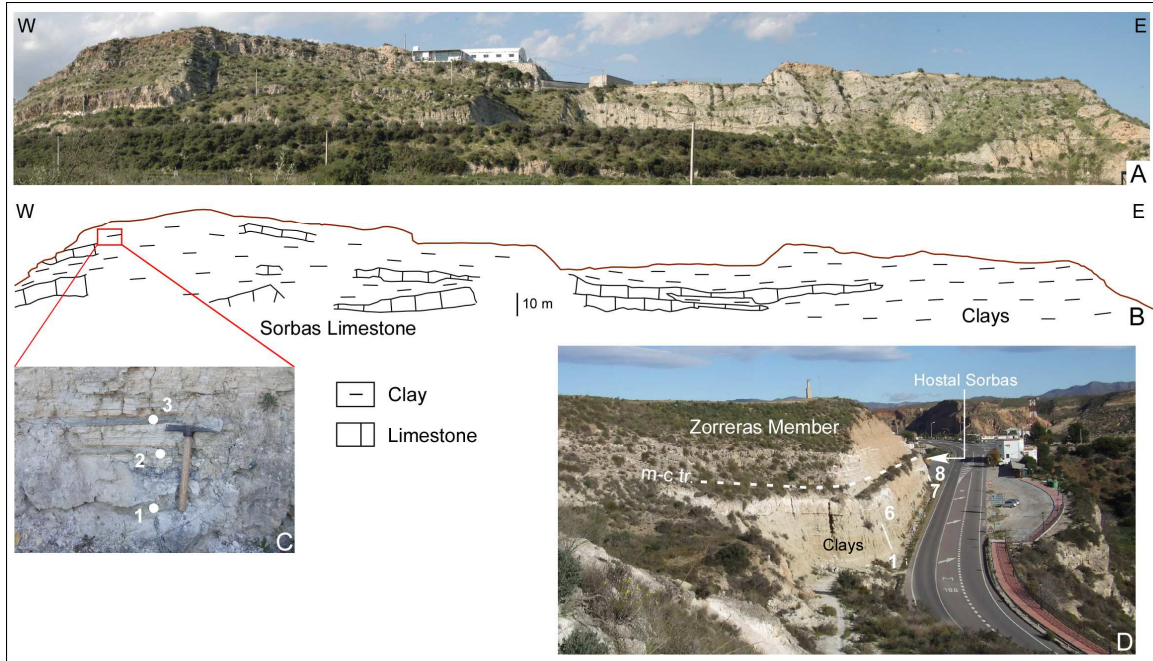 W
E
A
W
E
10 m
Sorbas Limestone
Clays
B
3
2
1
C
Clay
Limestone
Hostal Sorbas
Zorreras Member
m-c tr.
8
7
6
Clays
1
D